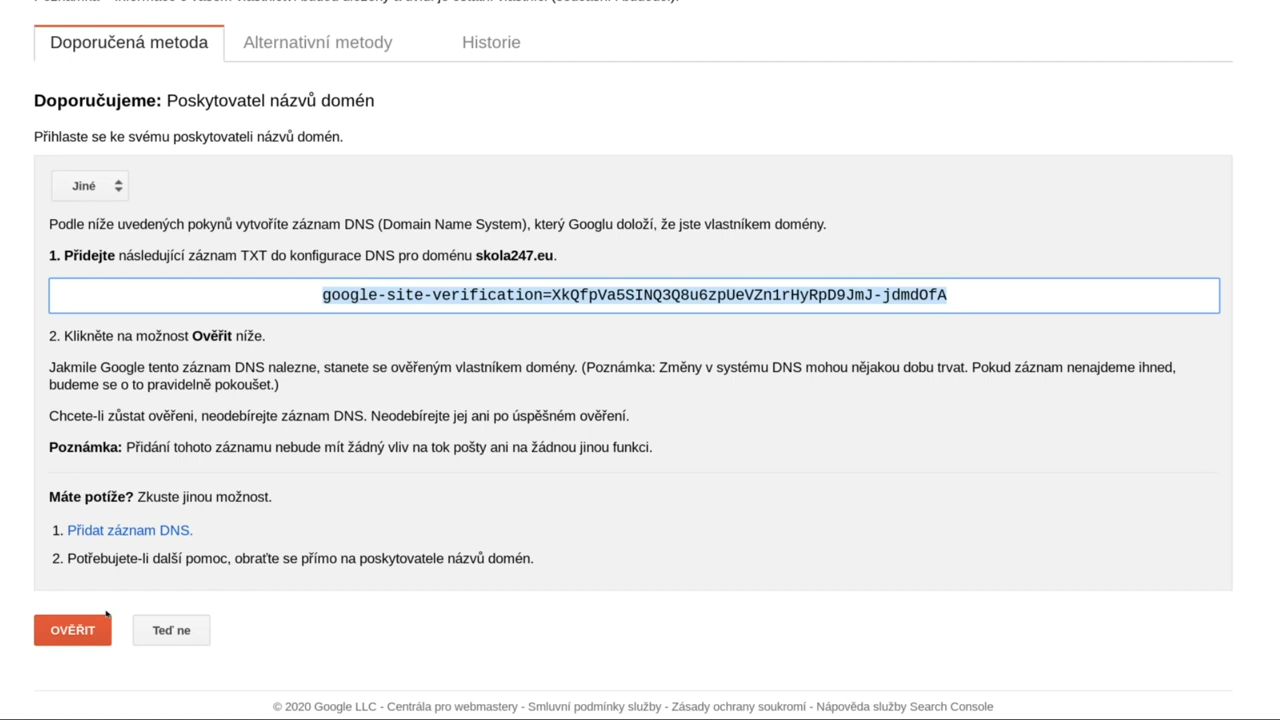 Doporučená metoda Alternativní metody Historie
Doporučujeme: Poskytovatel názvů domén
Přihlaste se ke svému poskytovateli názvů domén.
Jiné
Podle níže uvedených pokynů vytvoříte záznam DNS (Domain Name System), který Googlu doloží, že jste vlastníkem domény.
1. Přidejte následující záznam TXT do konfigurace DNS pro doménu skola247.eu.
google-site-verification=XkQfpVa5SINQ3Q8u6zpUeVZn1rHyRpD9JmJ-jdmdOfA
2. Klikněte na možnost Ověřit níže.
Jakmile Google tento záznam DNS nalezne, stanete se ověřeným vlastníkem domény. (Poznámka: Změny v systému DNS mohou nějakou dobu trvat. Pokud záznam nenajdeme ihned,
budeme se o to pravidelně pokoušet.)
Chcete-li zůstat ověřeni, neodebírejte záznam DNS. Neodebírejte jej ani po úspěšném ověření.
Poznámka: Přidání tohoto záznamu nebude mít žádný vliv na tok pošty ani na žádnou jinou funkci.
Máte potíže? Zkuste jinou možnost.
1. Přidat záznam DNS.
2. Potřebujete-li další pomoc, obraťte se přímo na poskytovatele názvů domén.
OVĚŘIT Teď ne
© 2020 Google LLC - Centrála pro webmastery - Smluvní podmínky služby - Zásady ochrany soukromí - Nápověda služby Search Console